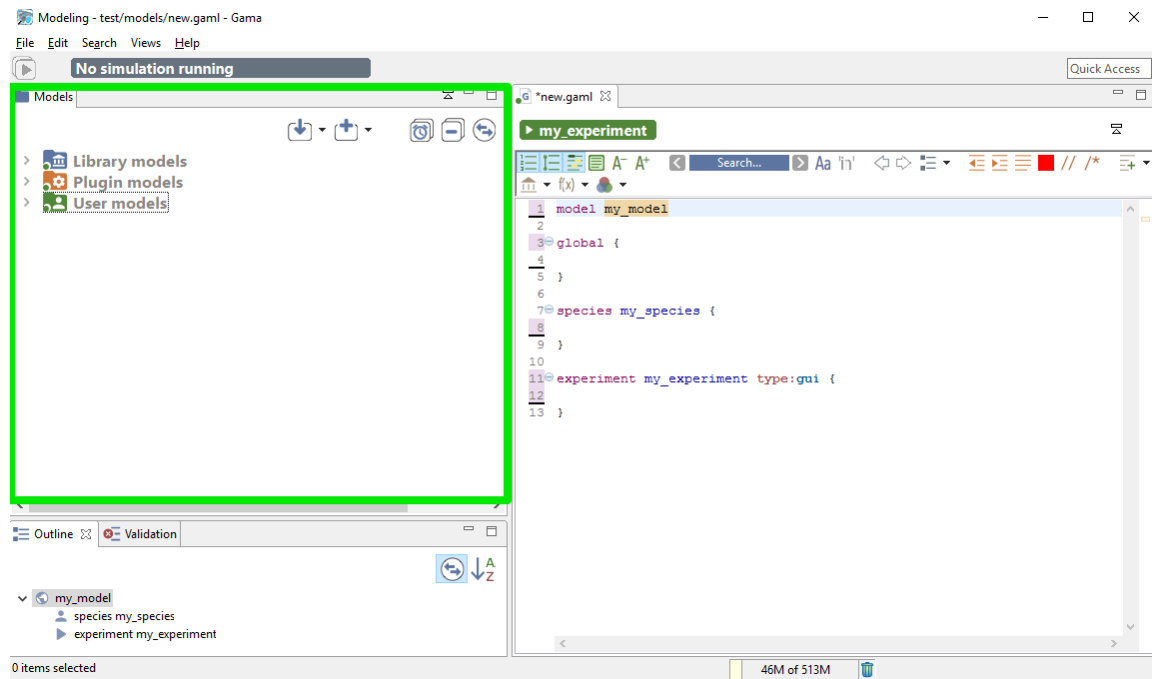 Modeling - test/models/new.gaml - Gama
File Edit Search Views Help
No simulation running
Quick Access
Models
Library models
Plugin models
User models
*new.gaml
my_experiment
A- A+ Search... Aa 'in' // /*
f(x)
1 model my_model
2
3 global {
4
5 }
6
7 species my_species {
8
9 }
10
11 experiment my_experiment type:gui {
12
13 }
Outline Validation
A
Z
my_model
species my_species
experiment my_experiment
0 items selected
46M of 513M